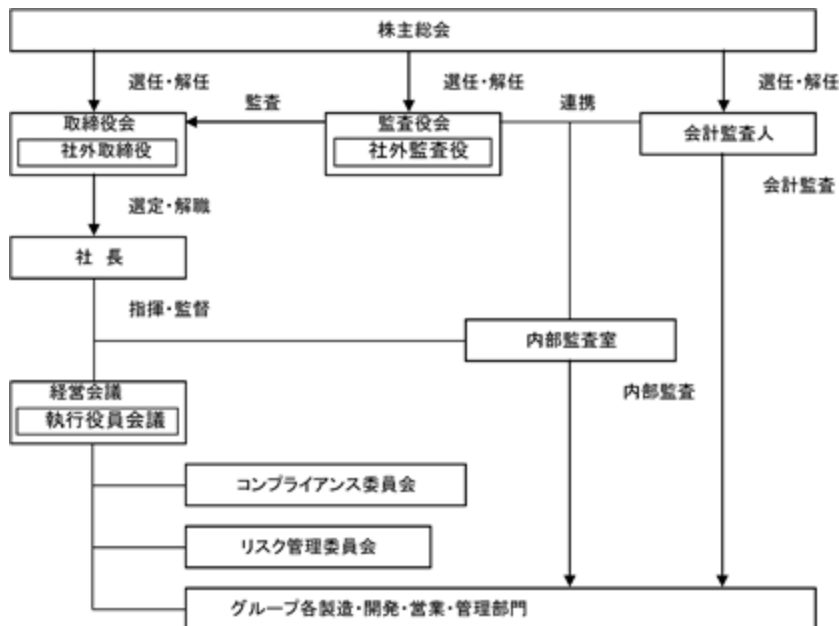 株主総会
選任・解任
選任・解任
選任・解任
取締役会
社外取締役
監査
監査役会
社外監査役
連携
会計監査人
会計監査
選定・解職
社 長
指揮・監督
内部監査室
経営会議
執行役員会議
内部監査
コンプライアンス委員会
リスク管理委員会
グループ各製造・開発・営業・管理部門